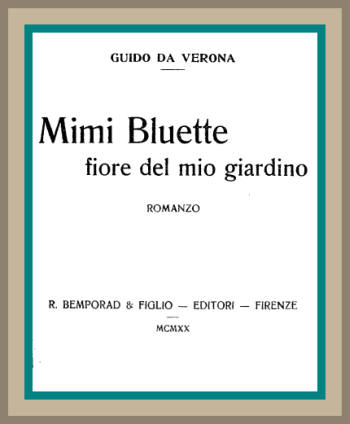 GUIDO DA VERONA
Mimi Bluette
fiore del mio giardino
ROMANZO
R. BEMPORAD & FIGLIO — EDITORI — FIRENZE
MCMXX